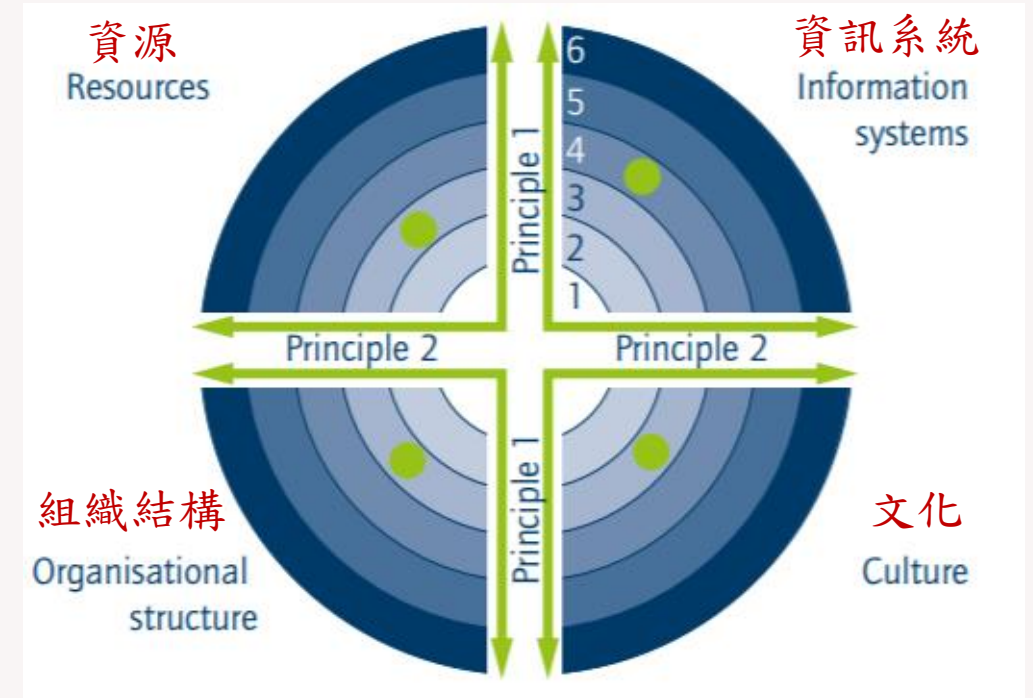 資源
Resources
資訊系統
Information
systems
6
5
4
3
2
1
Principle 1
Principle 2
Principle 2
Principle 1
組織結構
Organisational
structure
文化
Culture